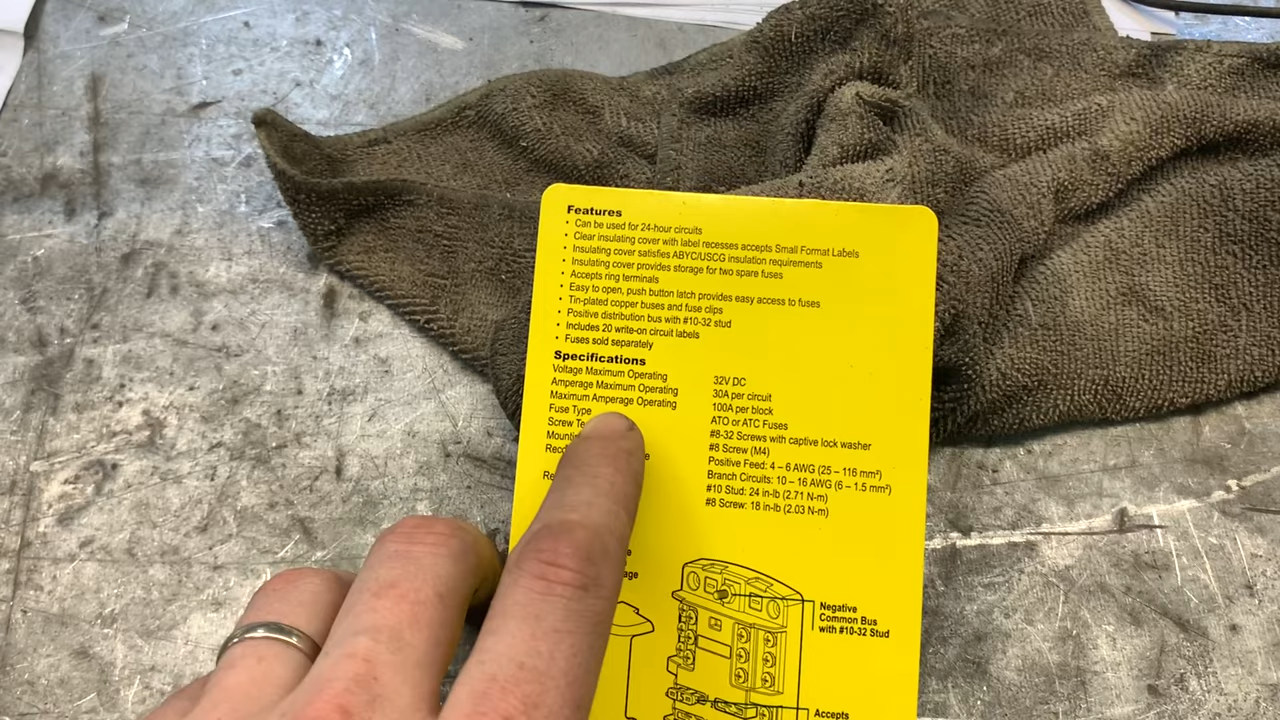 Features
• Can be used for 24-hour circuits
• Clear insulating cover with label recesses accepts Small Format Labels
• Insulating cover satisfies ABYC/USCG insulation requirements
• Insulating cover provides storage for two spare fuses
• Accepts ring terminals
• Easy to open, push button latch provides easy access to fuses
• Tin-plated copper buses and fuse clips
• Positive distribution bus with #10-32 stud
• Includes 20 write-on circuit labels
• Fuses sold separately
Specifications
Voltage Maximum Operating 32V DC
Amperage Maximum Operating 30A per circuit
Maximum Amperage Operating 100A per block
Fuse Type ATO or ATC Fuses
Screw #8-32 Screws with captive lock washer
#8 Screw (M4)
Positive Feed: 4 – 6 AWG (25 – 116 mm²)
Branch Circuits: 10 – 16 AWG (6 – 1.5 mm²)
#10 Stud: 24 in-lb (2.71 N-m)
#8 Screw: 18 in-lb (2.03 N-m)
Negative
Common Bus
with #10-32 Stud
Accepts